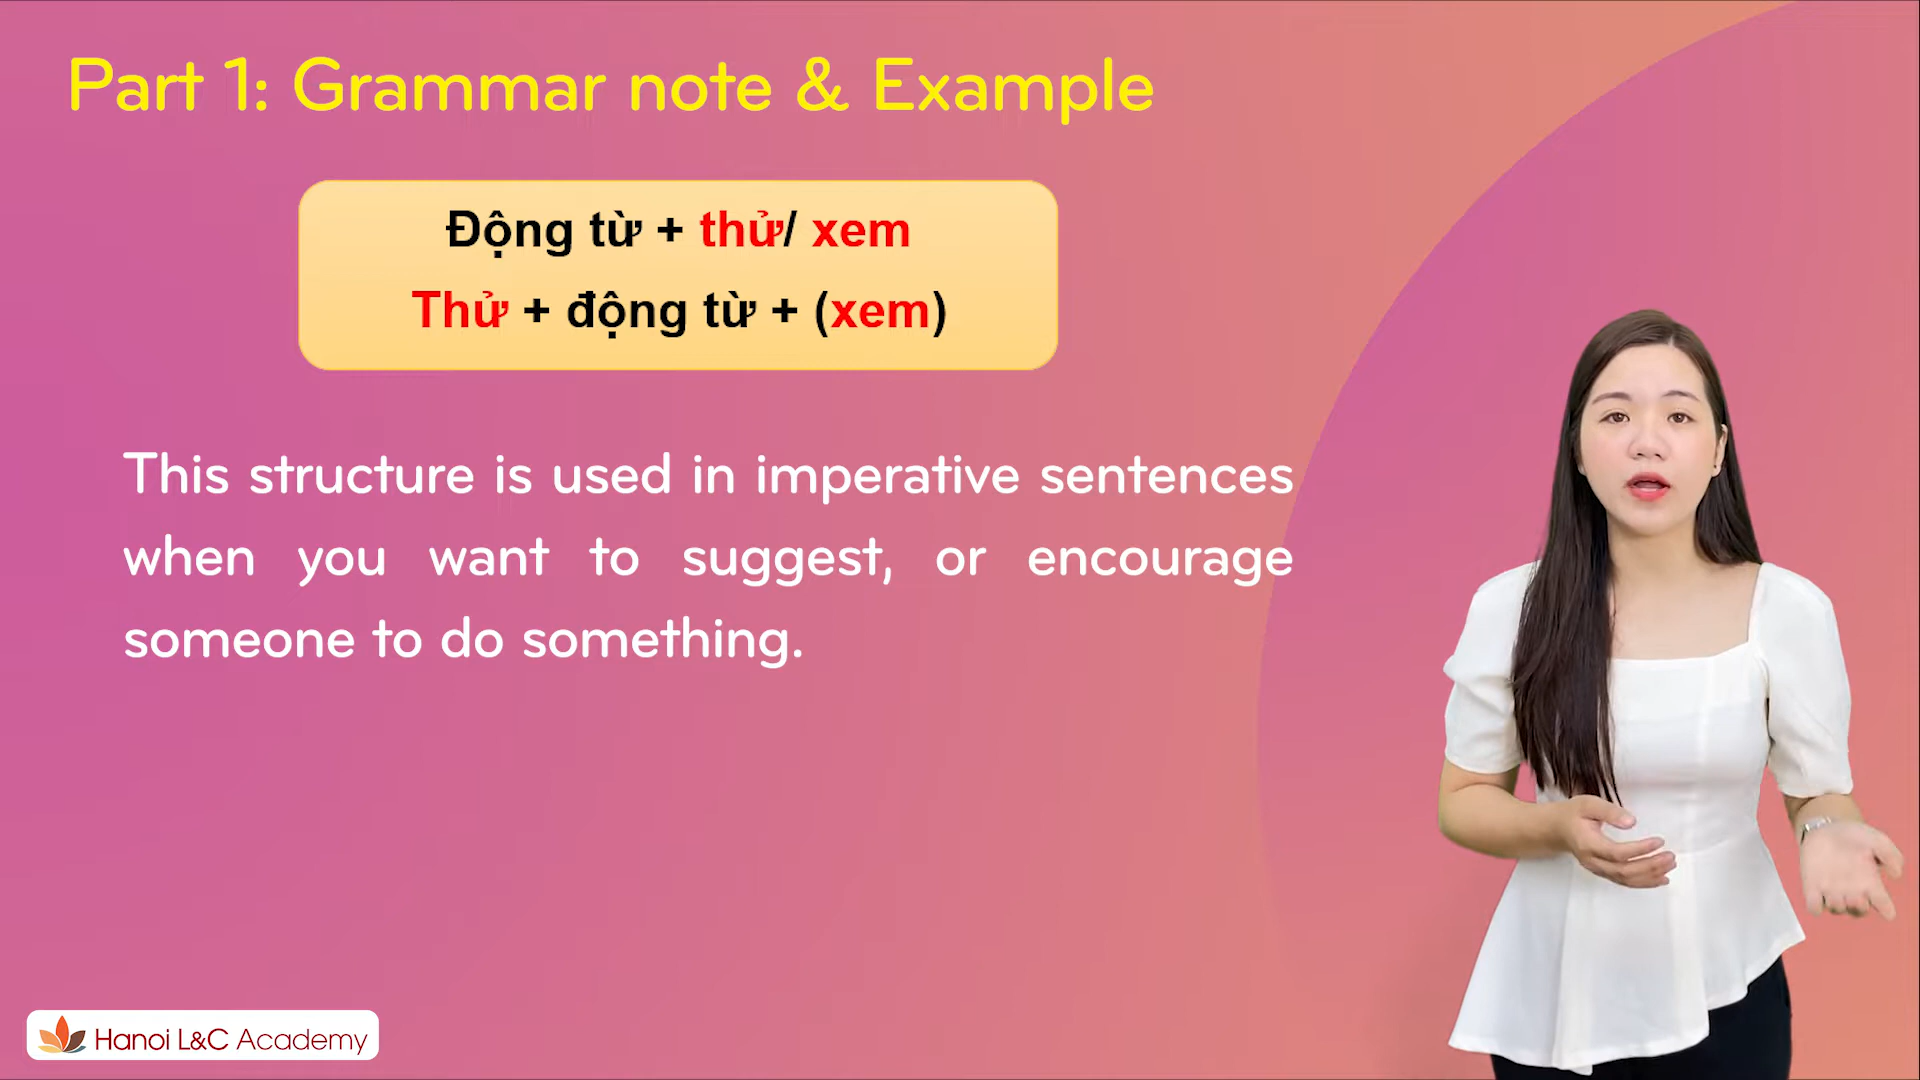 Part 1: Grammar note & Example
Động từ + thử/ xem
Thử + động từ + (xem)
This structure is used in imperative sentences
when you want to suggest, or encourage
someone to do something.
Hanoi L&C Academy